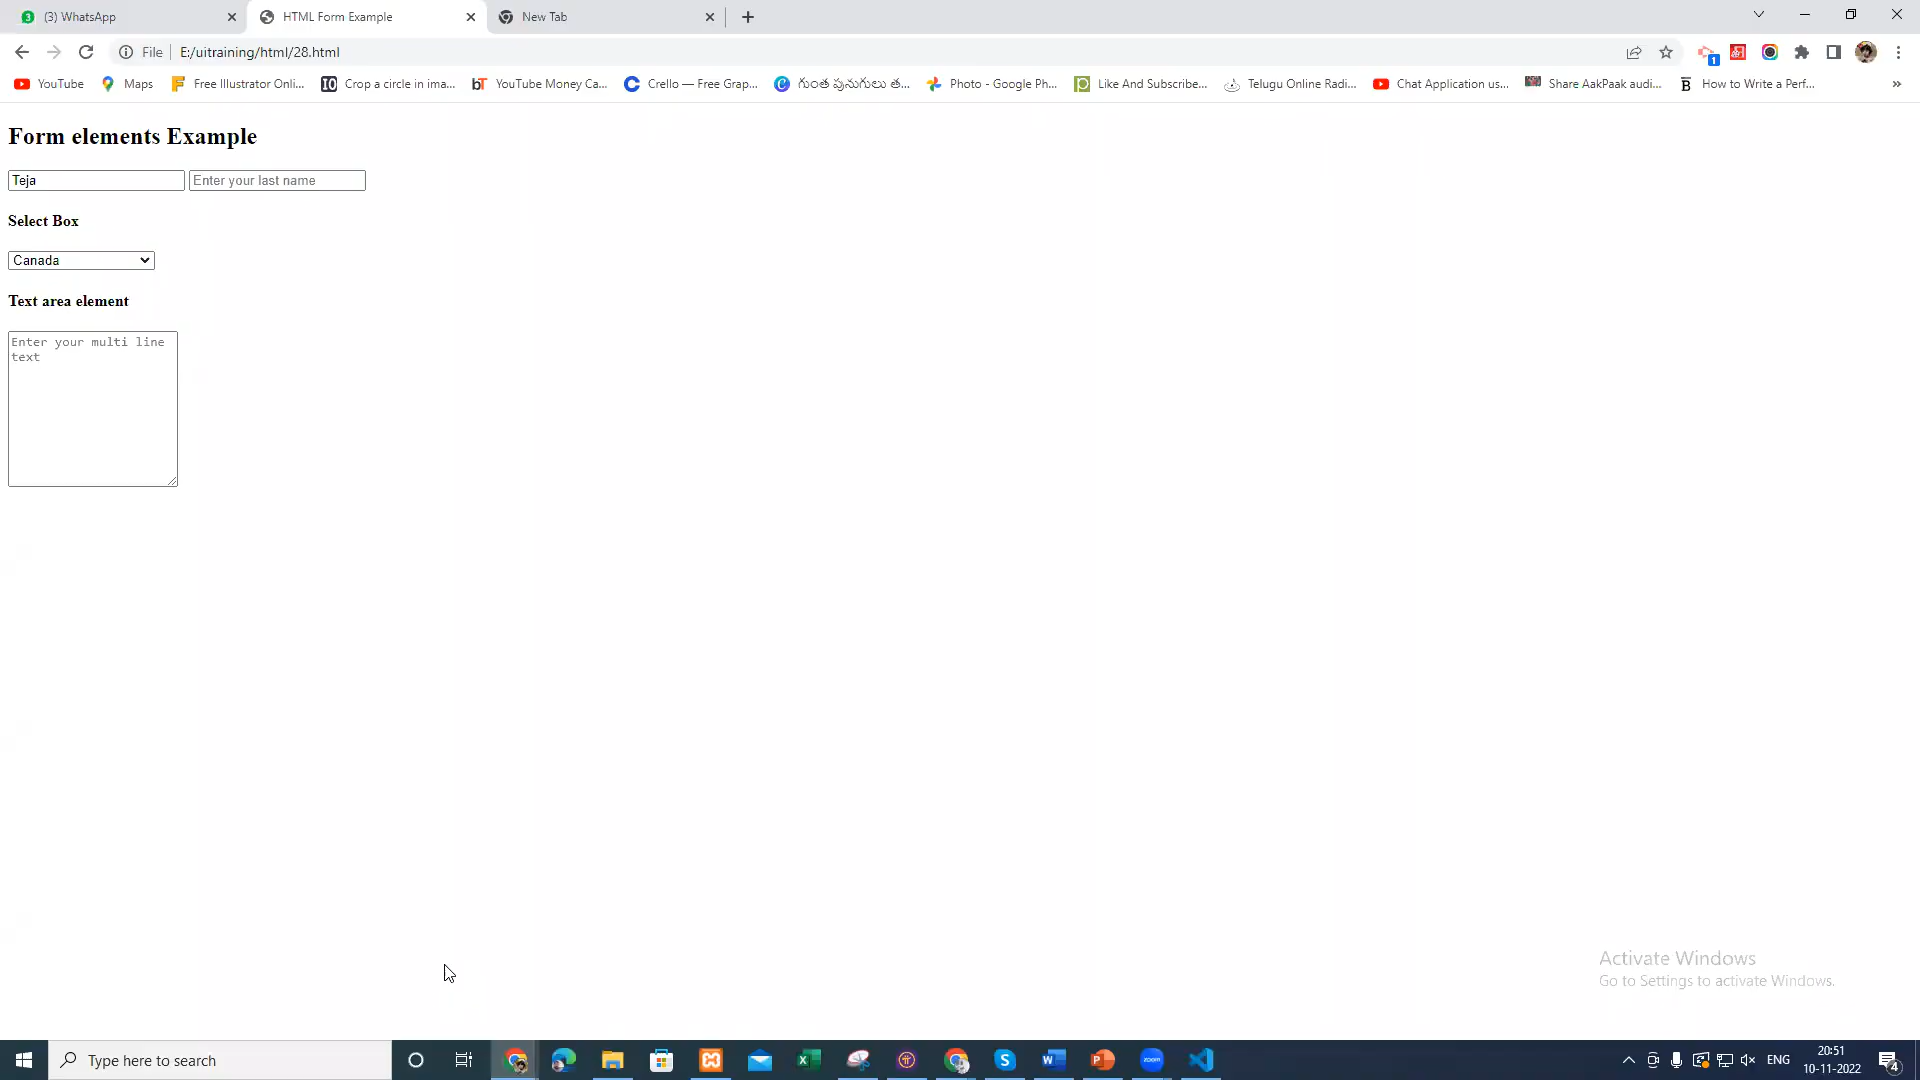 (3) WhatsApp
HTML Form Example
New Tab
File
E:/uitraining/html/28.html
1
YouTube
Maps
Free Illustrator Onli...
Crop a circle in ima...
YouTube Money Ca...
Crello — Free Grap...
గుంత పునుగులు త...
Photo - Google Ph...
Like And Subscribe...
Telugu Online Radi...
Chat Application us...
Share AakPaak audi...
How to Write a Perf...
»
Form elements Example
Teja
Enter your last name
Select Box
Canada
Text area element
Enter your multi line
text
Activate Windows
Go to Settings to activate Windows.
Type here to search
ENG
20:51
10-11-2022
4